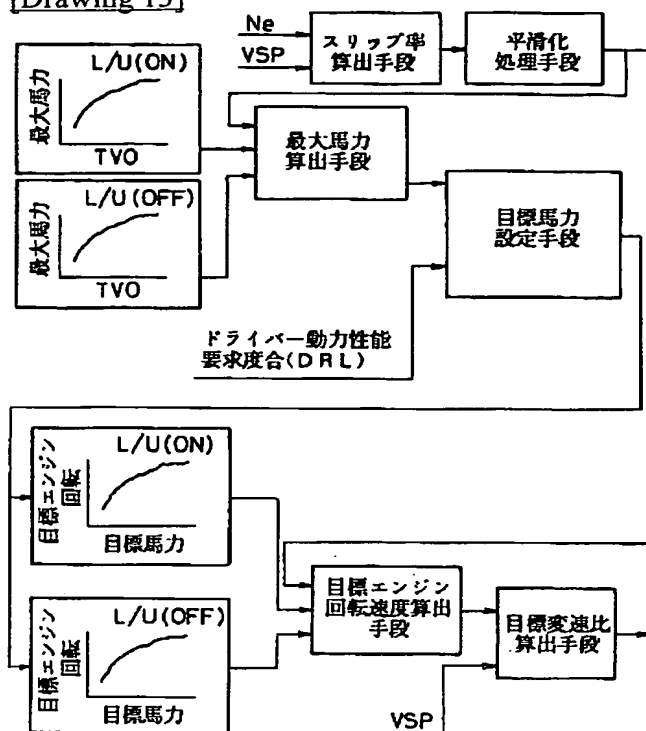 [Drawing 15]
Ne
VSP
スリップ率
算出手段
平滑化
処理手段
L/U(ON)
最大馬力
TVO
L/U(OFF)
最大馬力
TVO
最大馬力
算出手段
目標馬力
設定手段
ドライバー動力性能
要求度合(DRL)
L/U(ON)
目標エンジン
回転
目標馬力
L/U(OFF)
目標エンジン
回転
目標馬力
目標エンジン
回転速度算出
手段
目標変速比
算出手段
VSP